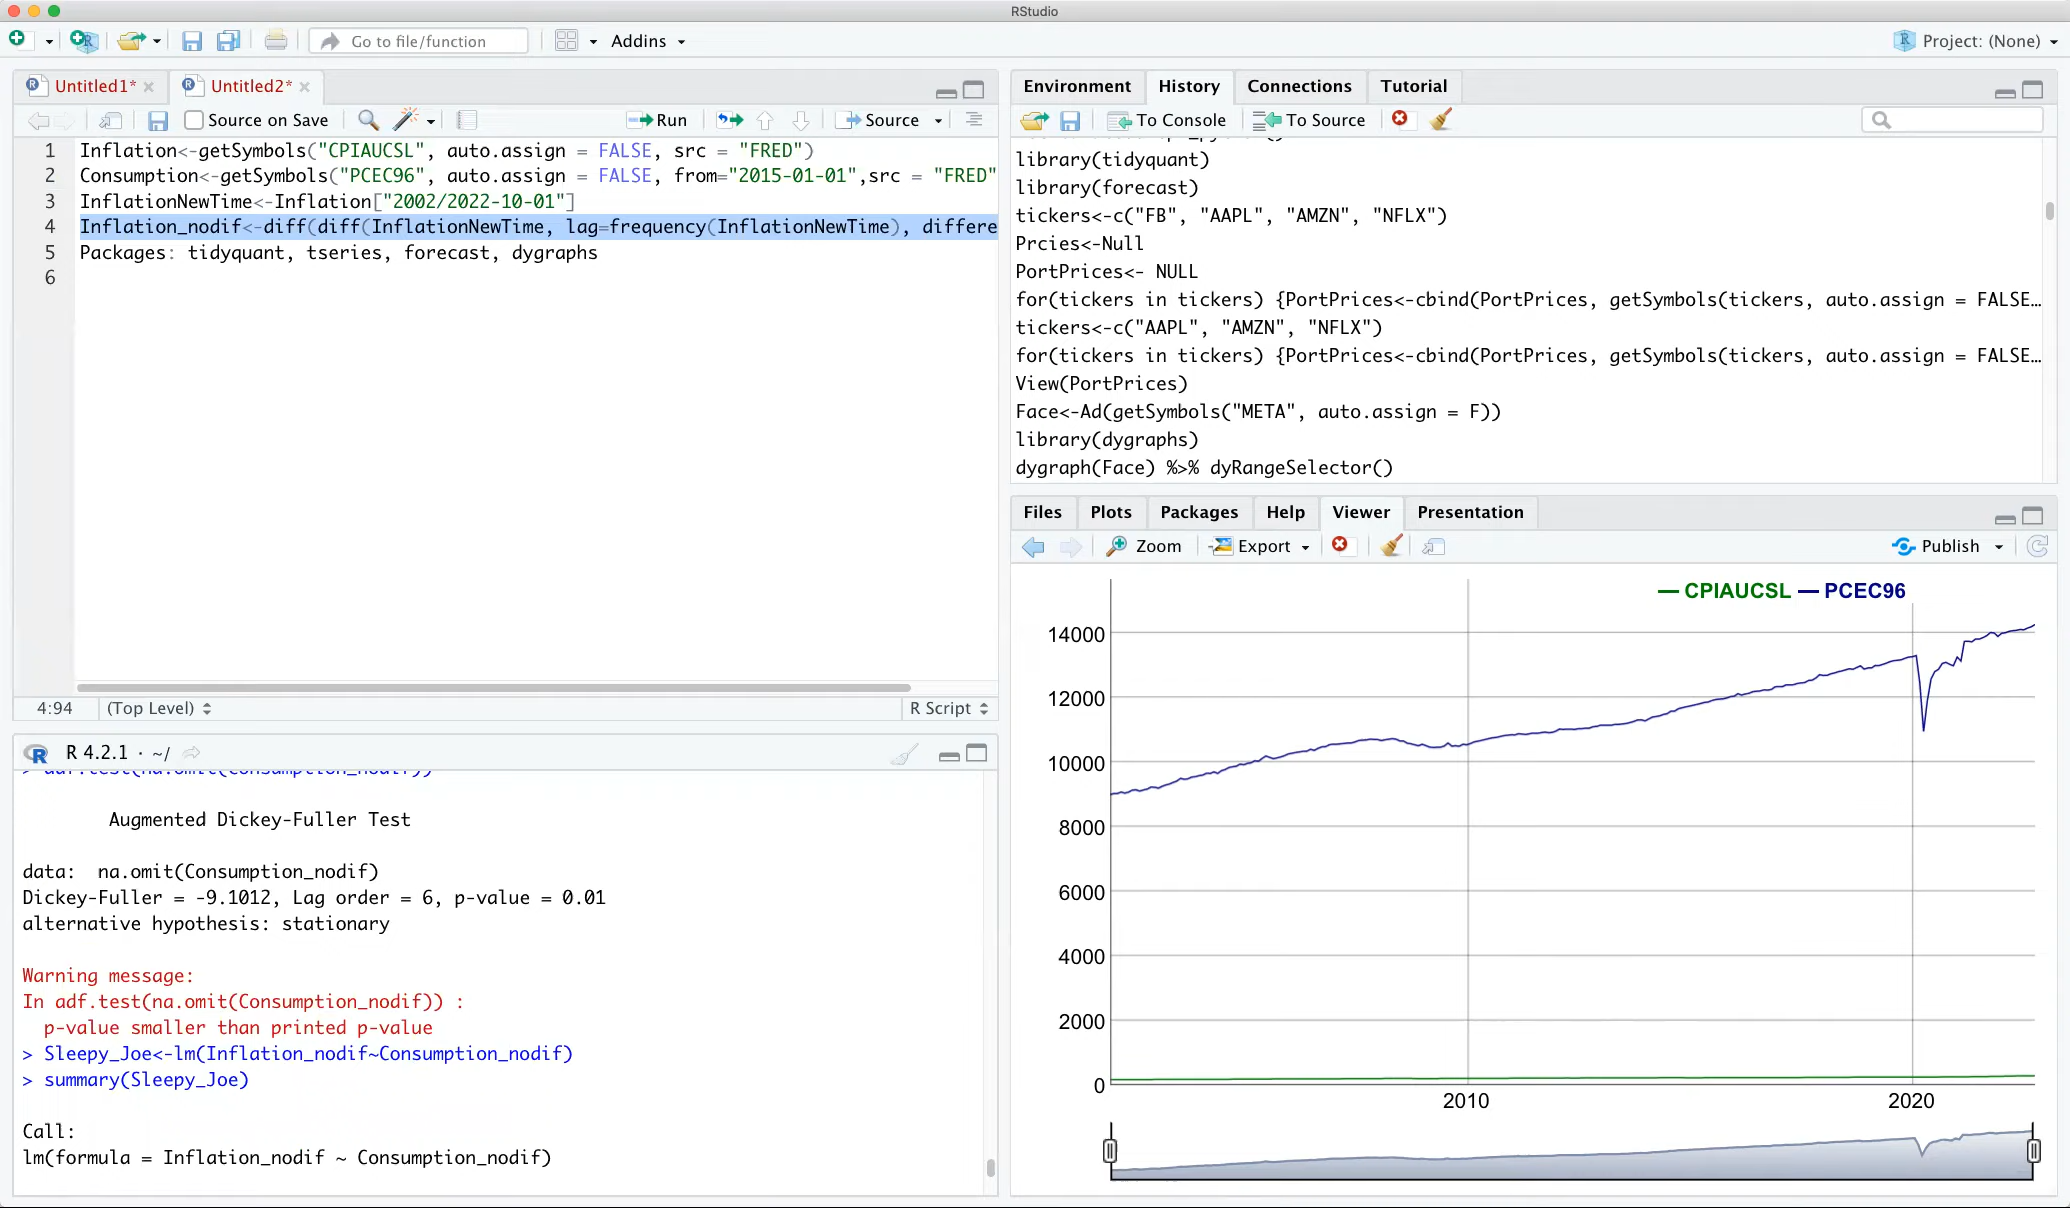 RStudio
Go to file/function
Addins
Project: (None)
Untitled1*
Untitled2*
Source on Save
Run
Source
1 Inflation<-getSymbols("CPIAUCSL", auto.assign = FALSE, src = "FRED")
2 Consumption<-getSymbols("PCEC96", auto.assign = FALSE, from="2015-01-01",src = "FRED"
3 InflationNewTime<-Inflation["2002/2022-10-01"]
4 Inflation_nodif<-diff(diff(InflationNewTime, lag=frequency(InflationNewTime), differe
5 Packages: tidyquant, tseries, forecast, dygraphs
6
4:94 (Top Level) R Script
R 4.2.1 · ~/
> adf.test(na.omit(Consumption_nodif))
Augmented Dickey-Fuller Test
data: na.omit(Consumption_nodif)
Dickey-Fuller = -9.1012, Lag order = 6, p-value = 0.01
alternative hypothesis: stationary
Warning message:
In adf.test(na.omit(Consumption_nodif)) :
p-value smaller than printed p-value
> Sleepy_Joe<-lm(Inflation_nodif~Consumption_nodif)
> summary(Sleepy_Joe)
Call:
lm(formula = Inflation_nodif ~ Consumption_nodif)
Environment History Connections Tutorial
To Console To Source
library(tidyquant)
library(forecast)
tickers<-c("FB", "AAPL", "AMZN", "NFLX")
Prcies<-Null
PortPrices<- NULL
for(tickers in tickers) {PortPrices<-cbind(PortPrices, getSymbols(tickers, auto.assign = FALSE…
tickers<-c("AAPL", "AMZN", "NFLX")
for(tickers in tickers) {PortPrices<-cbind(PortPrices, getSymbols(tickers, auto.assign = FALSE…
View(PortPrices)
Face<-Ad(getSymbols("META", auto.assign = F))
library(dygraphs)
dygraph(Face) %>% dyRangeSelector()
Files Plots Packages Help Viewer Presentation
Zoom Export Publish
CPIAUCSL PCEC96
14000
12000
10000
8000
6000
4000
2000
0
2010 2020